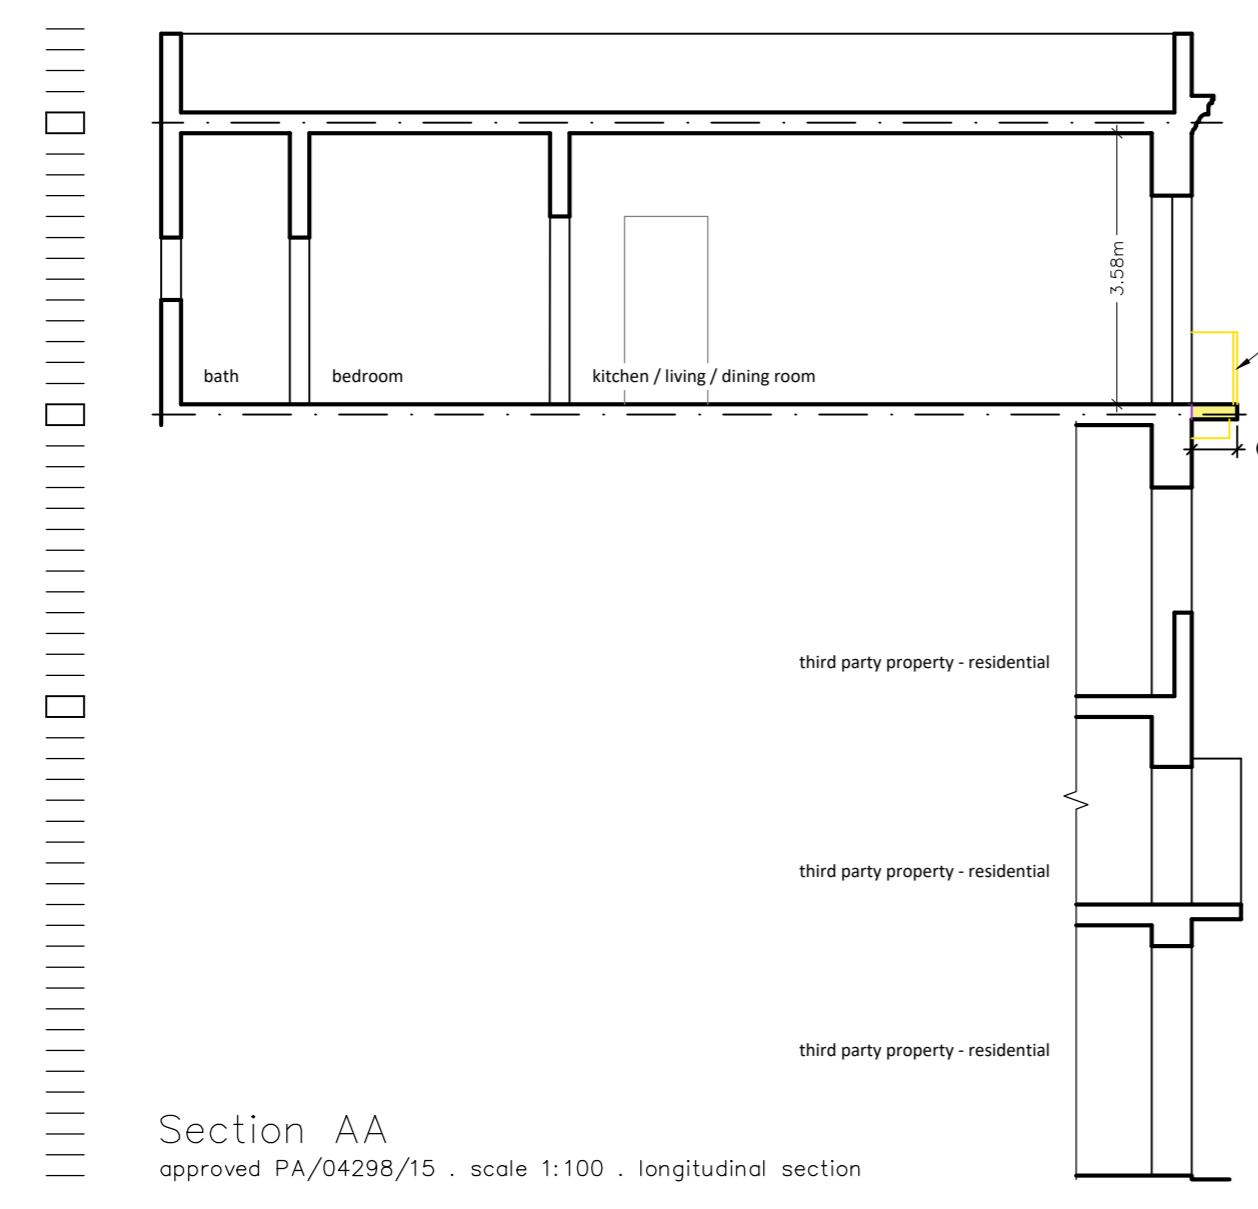 3.58m
bath
bedroom
kitchen / living / dining room
third party property - residential
third party property - residential
third party property - residential
Section AA
approved PA/04298/15 . scale 1:100 . longitudinal section